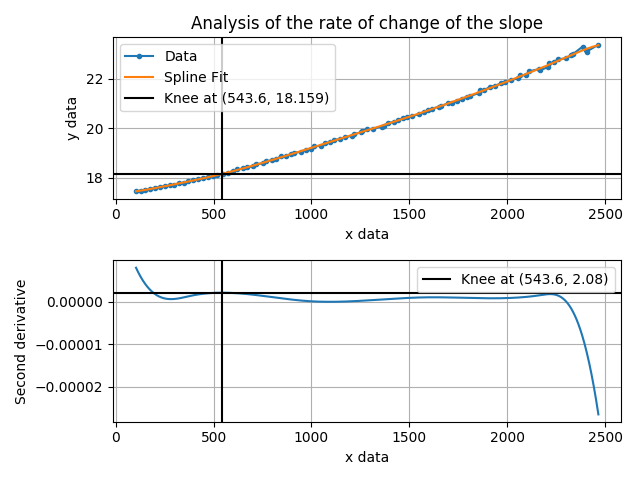 Analysis of the rate of change of the slope
Data
Spline Fit
Knee at (543.6, 18.159)
y data
22
20
18
0
500
1000
1500
2000
2500
x data
Knee at (543.6, 2.08)
Second derivative
0.00000
−0.00001
−0.00002
0
500
1000
1500
2000
2500
x data